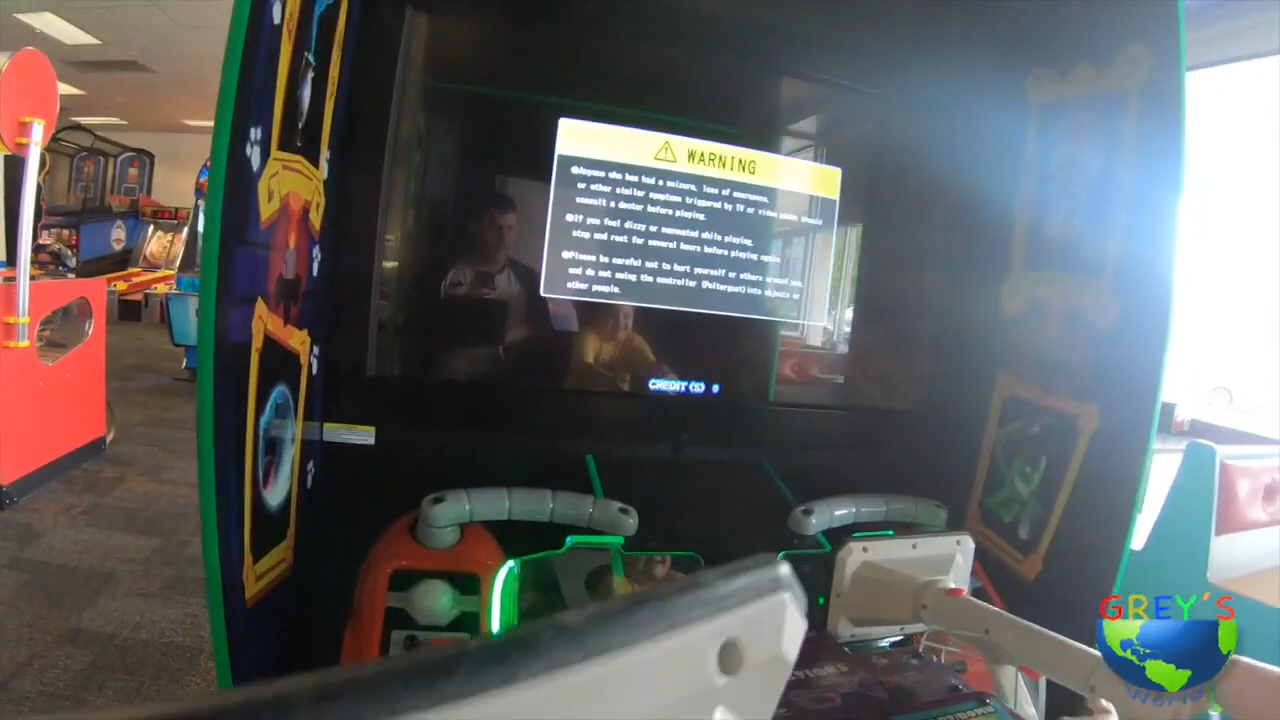 WARNING
Anyone who has had a seizure, loss of awareness,
or other similar symptoms triggered by TV or video games should
consult a doctor before playing.
If you feel dizzy or nauseated while playing,
stop and rest for several hours before playing again.
Please be careful not to hurt yourself or others around you,
and do not swing the controller (Poltergust) into objects or
other people.
CREDIT(S) 0
GREY'S
World